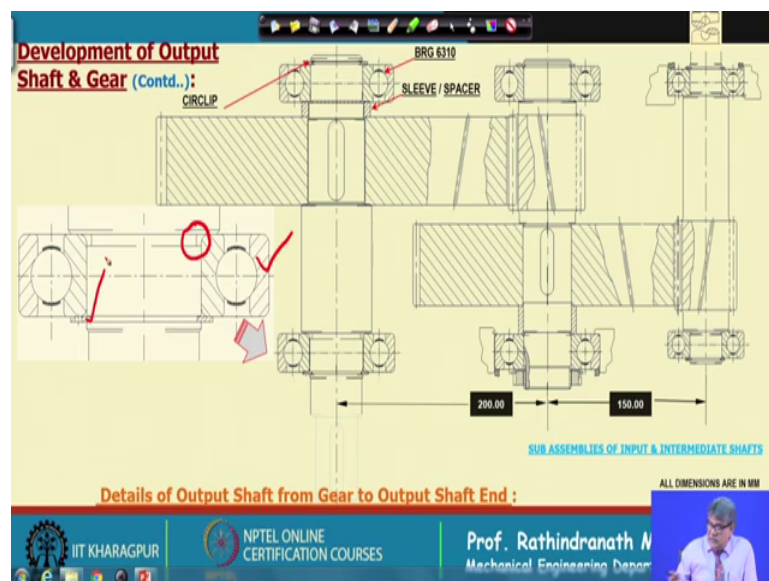 Development of Output
Shaft & Gear (Contd..):
BRG 6310
CIRCLIP
SLEEVE / SPACER
200.00
150.00
SUB ASSEMBLIES OF INPUT & INTERMEDIATE SHAFTS
ALL DIMENSIONS ARE IN MM
Details of Output Shaft from Gear to Output Shaft End :
IIT KHARAGPUR
NPTEL ONLINE
CERTIFICATION COURSES
Prof. Rathindranath M
Mechanical Engineering Depar